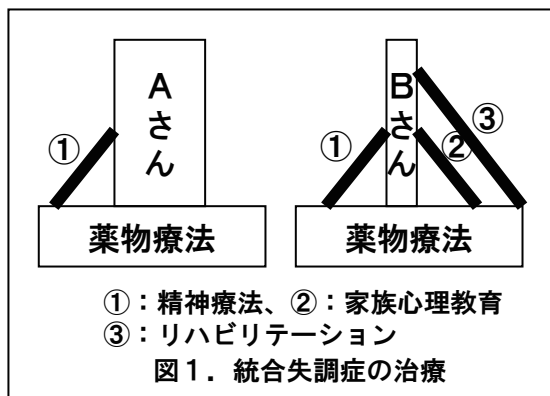 Aさん
①
薬物療法
Bさん
①
②
③
薬物療法
①:精神療法、②:家族心理教育
③:リハビリテーション
図1.統合失調症の治療